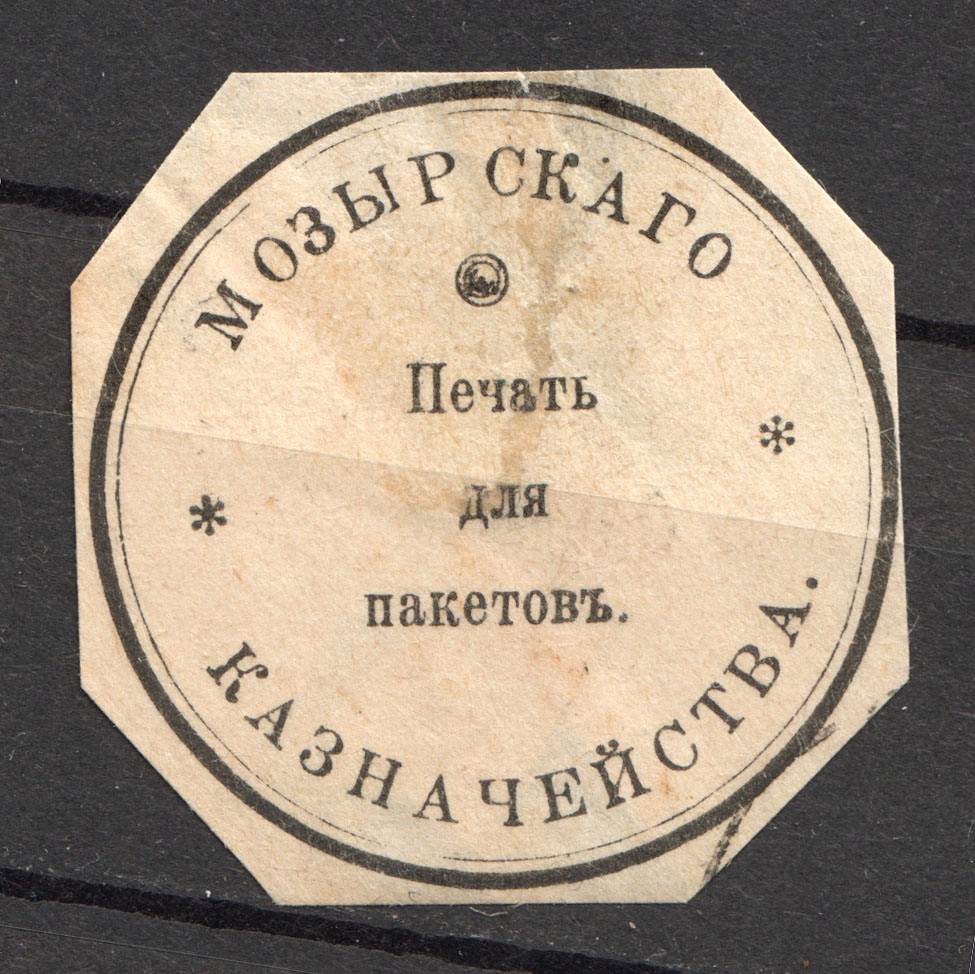 МОЗЫРСКАГО
Печать
для
пакетовъ.
КАЗНАЧЕЙСТВА.